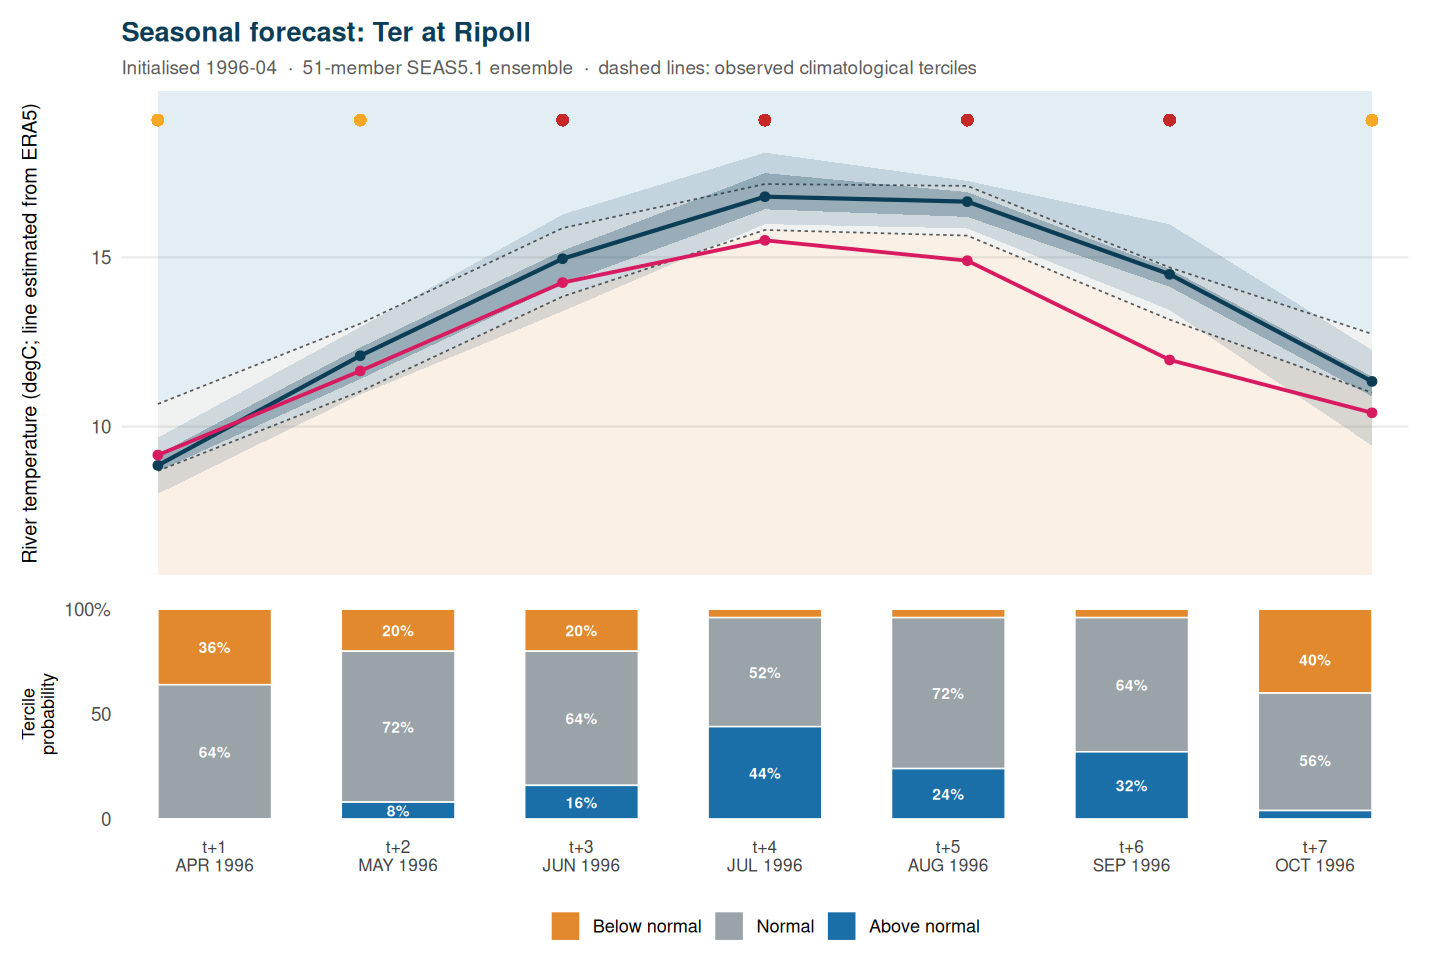 Seasonal forecast: Ter at Ripoll
Initialised 1996-04 · 51-member SEAS5.1 ensemble · dashed lines: observed climatological terciles
River temperature (degC; line estimated from ERA5)
15
10
Tercile
probability
100%
50
0
36%
64%
20%
72%
8%
20%
64%
16%
52%
44%
72%
24%
64%
32%
40%
56%
t+1
APR 1996
t+2
MAY 1996
t+3
JUN 1996
t+4
JUL 1996
t+5
AUG 1996
t+6
SEP 1996
t+7
OCT 1996
Below normal
Normal
Above normal